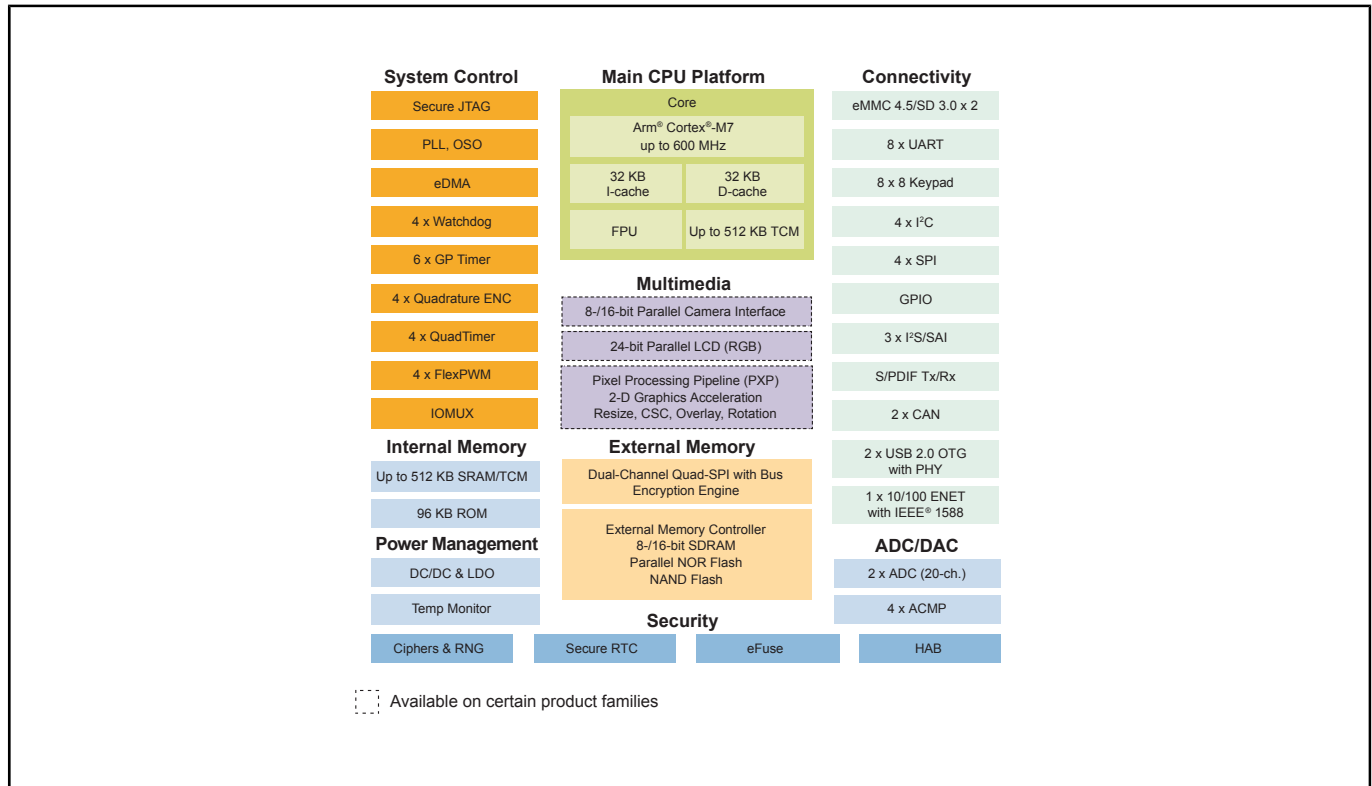 System Control
Secure JTAG
PLL, OSO
eDMA
4 x Watchdog
6 x GP Timer
4 x Quadrature ENC
4 x QuadTimer
4 x FlexPWM
IOMUX
Internal Memory
Up to 512 KB SRAM/TCM
96 KB ROM
Power Management
DC/DC & LDO
Temp Monitor
Main CPU Platform
Core
Arm® Cortex®-M7
up to 600 MHz
32 KB
I-cache
32 KB
D-cache
FPU
Up to 512 KB TCM
Multimedia
8-/16-bit Parallel Camera Interface
24-bit Parallel LCD (RGB)
Pixel Processing Pipeline (PXP)
2-D Graphics Acceleration
Resize, CSC, Overlay, Rotation
External Memory
Dual-Channel Quad-SPI with Bus
Encryption Engine
External Memory Controller
8-/16-bit SDRAM
Parallel NOR Flash
NAND Flash
Connectivity
eMMC 4.5/SD 3.0 x 2
8 x UART
8 x 8 Keypad
4 x I²C
4 x SPI
GPIO
3 x I²S/SAI
S/PDIF Tx/Rx
2 x CAN
2 x USB 2.0 OTG
with PHY
1 x 10/100 ENET
with IEEE® 1588
ADC/DAC
2 x ADC (20-ch.)
4 x ACMP
Security
Ciphers & RNG
Secure RTC
eFuse
HAB
Available on certain product families